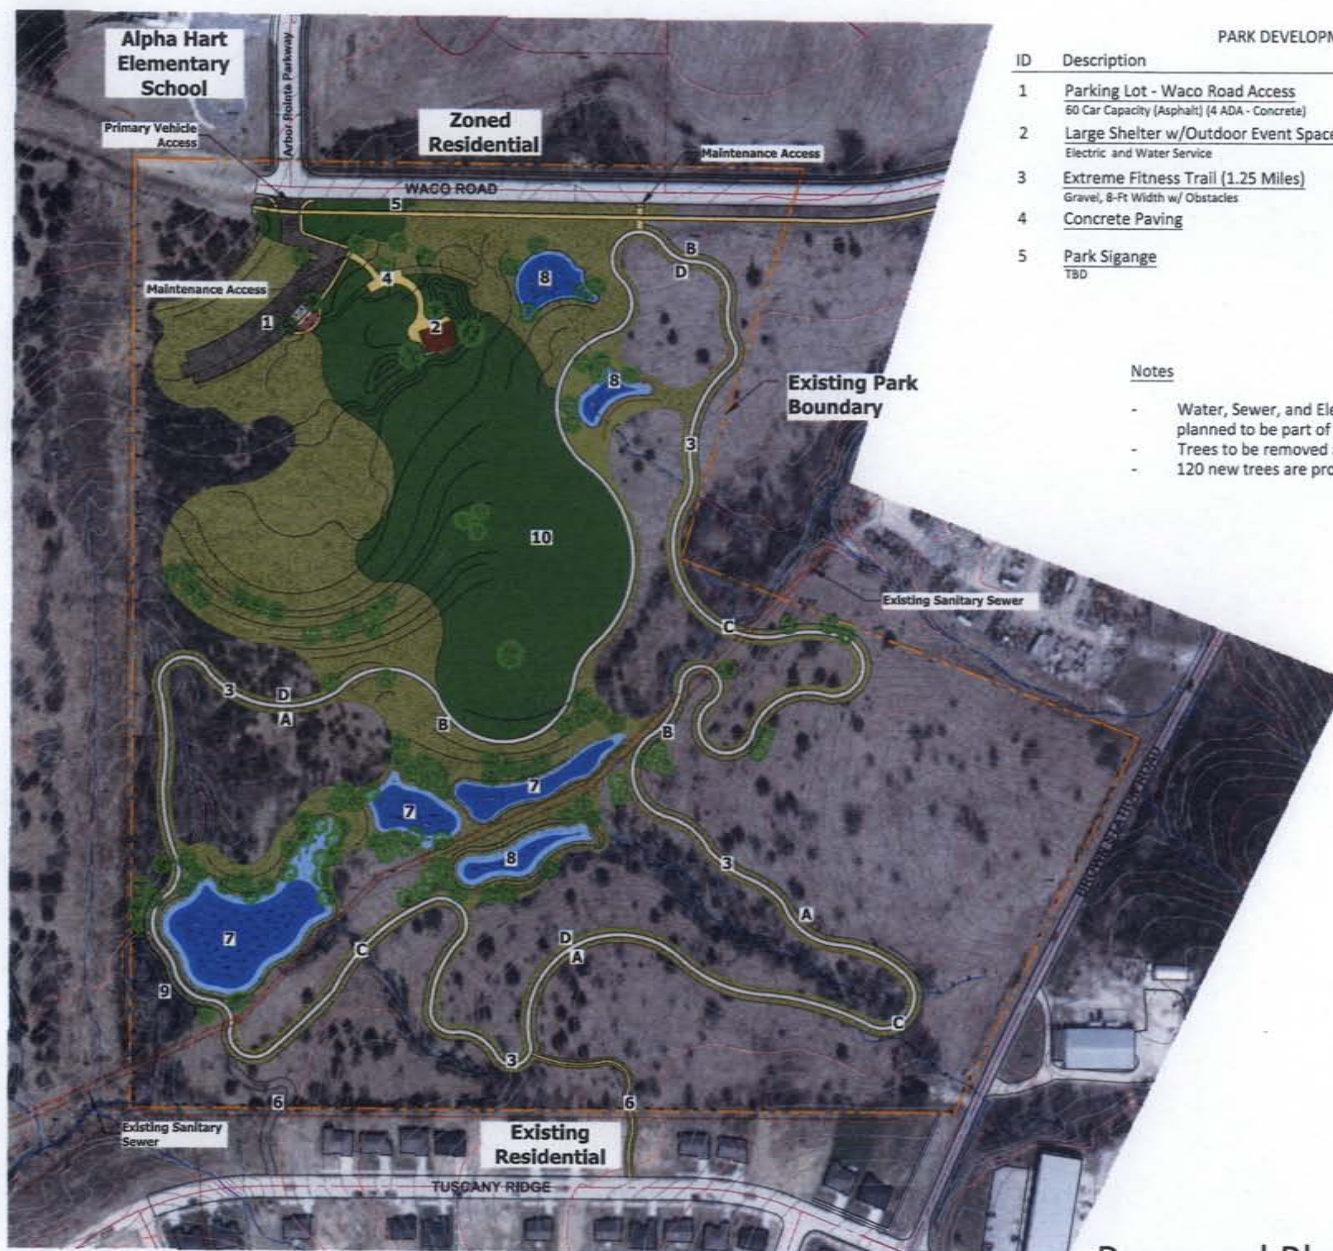 Alpha Hart
Elementary
School
Arbor Pointe Parkway
Primary Vehicle
Access
Zoned
Residential
Maintenance Access
WACO ROAD
5
B
D
8
4
Maintenance Access
1
2
8
Existing Park
Boundary
3
10
Existing Sanitary Sewer
C
3
D
A
B
B
7
7
8
3
A
7
D
A
C
9
C
3
6
6
Existing Sanitary
Sewer
Existing
Residential
TUSCANY RIDGE
PARK DEVELOPM
ID Description
1 Parking Lot - Waco Road Access
60 Car Capacity (Asphalt) (4 ADA - Concrete)
2 Large Shelter w/Outdoor Event Space
Electric and Water Service
3 Extreme Fitness Trail (1.25 Miles)
Gravel, 8-Ft Width w/ Obstacles
4 Concrete Paving
5 Park Sigange
TBD
Notes
- Water, Sewer, and Ele
planned to be part of
- Trees to be removed
- 120 new trees are pro